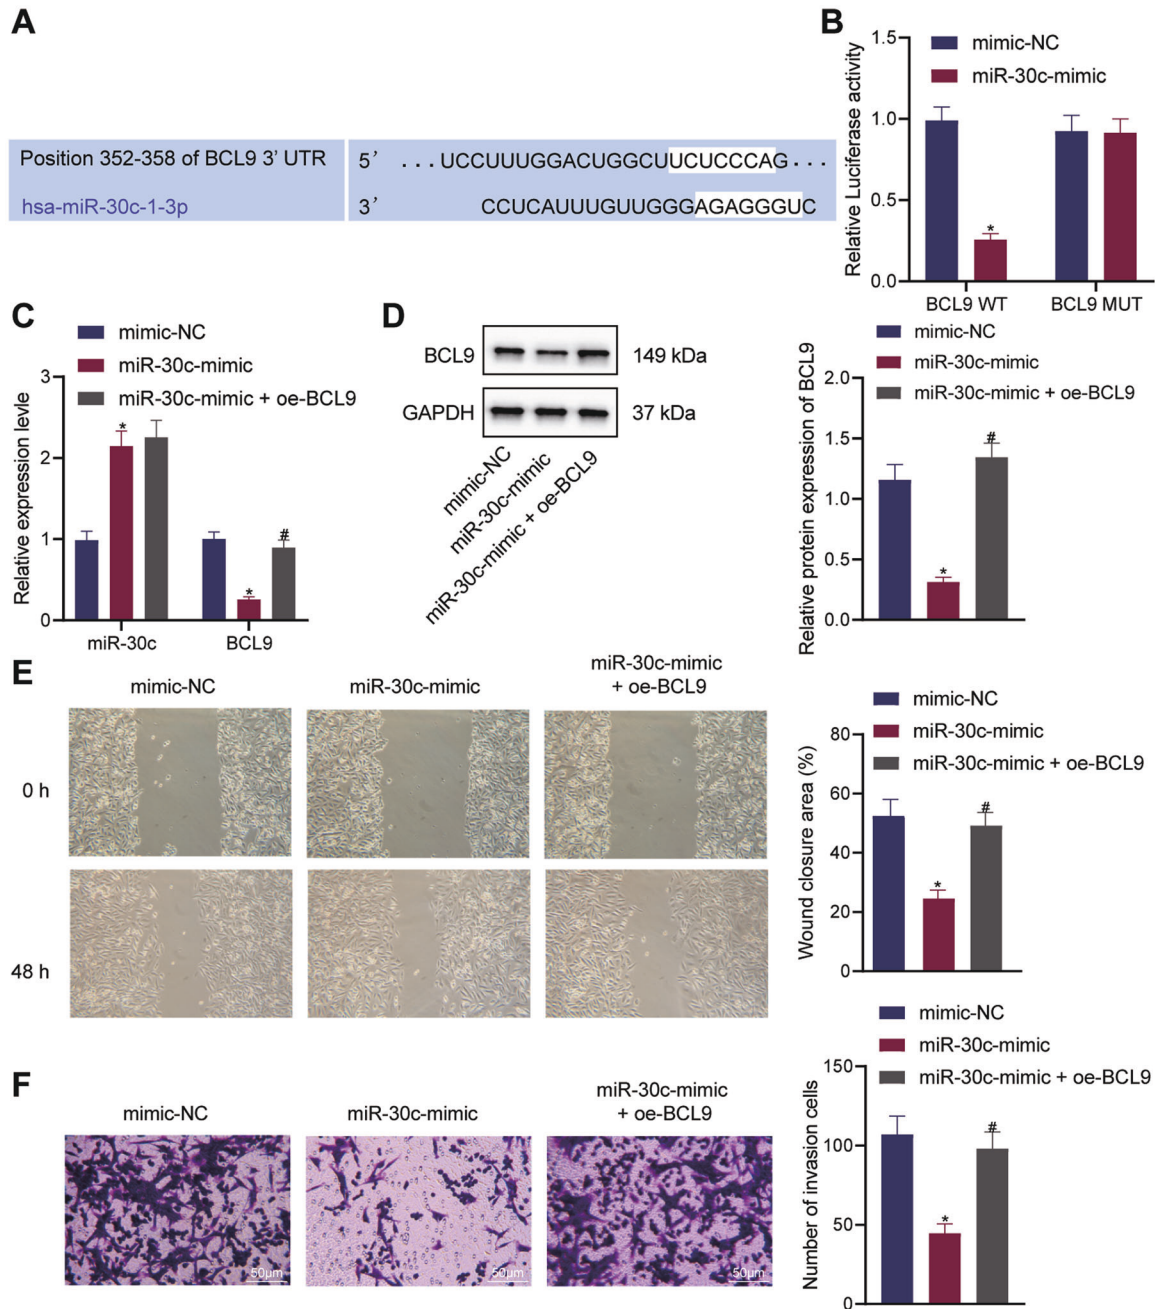 A
Position 352-358 of BCL9 3' UTR 5' ...UCCUUUGGACUGGCUUCUCCCAG...
hsa-miR-30c-1-3p 3' CCUCAUUUGUUGGGAGAGGGUC
B
mimic-NC
miR-30c-mimic
Relative Luciferase activity
1.5
1.0
0.5
0.0
*
BCL9 WT BCL9 MUT
C
mimic-NC
miR-30c-mimic
miR-30c-mimic + oe-BCL9
Relative expression levle
3
2
1
0
*
*
#
miR-30c BCL9
D
BCL9 149 kDa
GAPDH 37 kDa
mimic-NC
miR-30c-mimic
miR-30c-mimic + oe-BCL9
mimic-NC
miR-30c-mimic
miR-30c-mimic + oe-BCL9
Relative protein expression of BCL9
2.0
1.5
1.0
0.5
0.0
*
#
E
mimic-NC miR-30c-mimic miR-30c-mimic
+ oe-BCL9
0 h
48 h
mimic-NC
miR-30c-mimic
miR-30c-mimic + oe-BCL9
Wound closure area (%)
80
60
40
20
0
*
#
F
mimic-NC miR-30c-mimic miR-30c-mimic
+ oe-BCL9
50μm 50μm 50μm
mimic-NC
miR-30c-mimic
miR-30c-mimic + oe-BCL9
Number of invasion cells
150
100
50
0
*
#